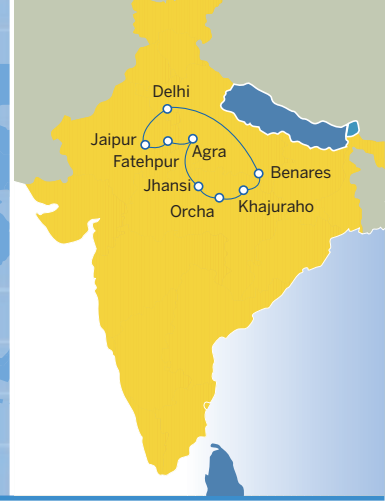 Delhi
Jaipur
Agra
Fatehpur
Benares
Jhansi
Khajuraho
Orcha